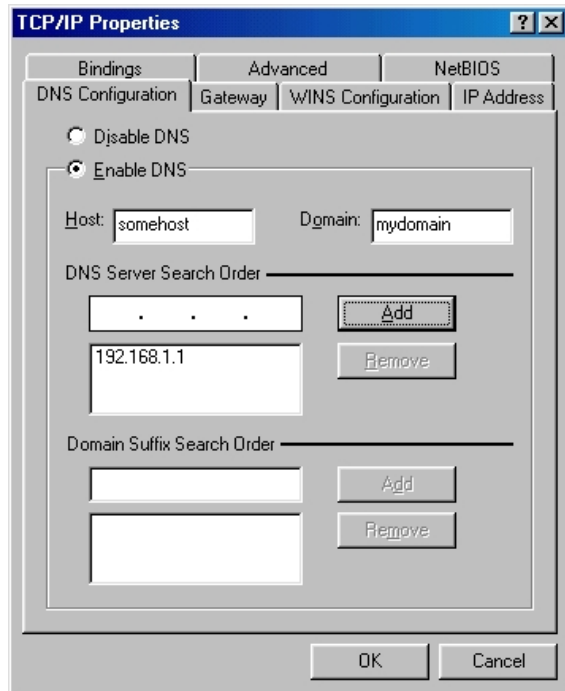 TCP/IP Properties
Bindings Advanced NetBIOS
DNS Configuration Gateway WINS Configuration IP Address
Disable DNS
Enable DNS
Host: somehost Domain: mydomain
DNS Server Search Order
. . . Add
192.168.1.1 Remove
Domain Suffix Search Order
Add
Remove
OK Cancel